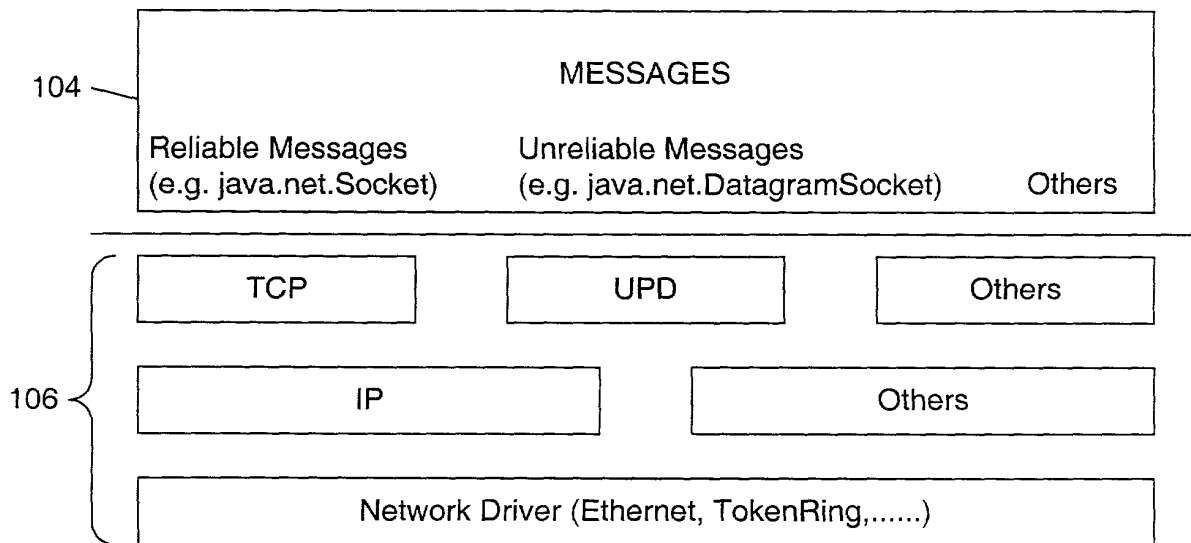 MESSAGES
104
Reliable Messages
(e.g. java.net.Socket)
Unreliable Messages
(e.g. java.net.DatagramSocket)
Others
TCP
UPD
Others
106
IP
Others
Network Driver (Ethernet, TokenRing,......)